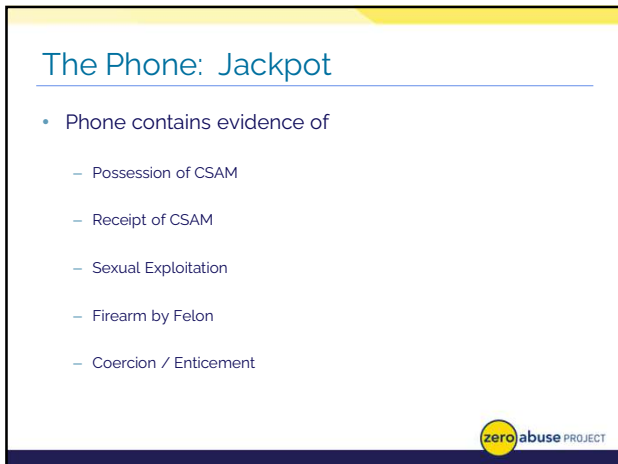 The Phone: Jackpot
• Phone contains evidence of
– Possession of CSAM
– Receipt of CSAM
– Sexual Exploitation
– Firearm by Felon
– Coercion / Enticement
zero abuse PROJECT